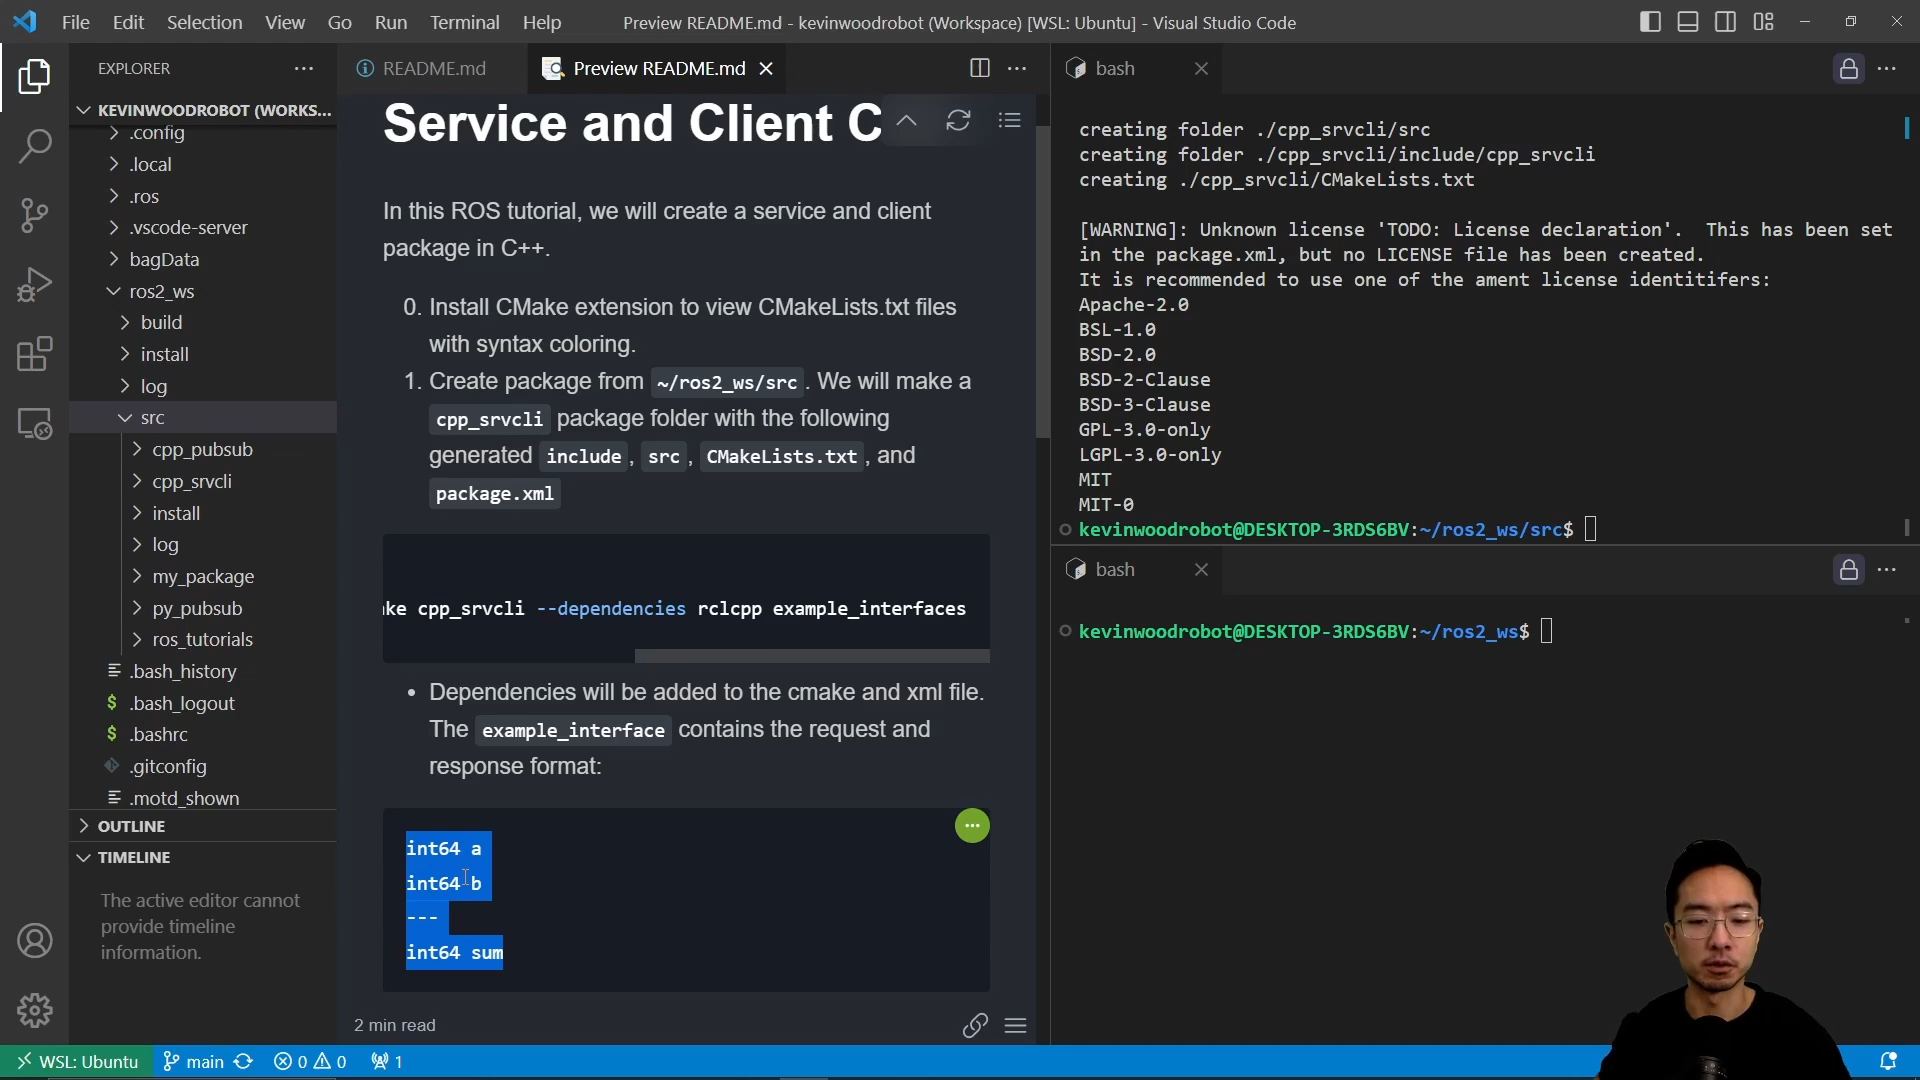 File Edit Selection View Go Run Terminal Help
Preview README.md - kevinwoodrobot (Workspace) [WSL: Ubuntu] - Visual Studio Code
EXPLORER
KEVINWOODROBOT (WORKS...
.config
.local
.ros
.vscode-server
bagData
ros2_ws
build
install
log
src
cpp_pubsub
cpp_srvcli
install
log
my_package
py_pubsub
ros_tutorials
.bash_history
$ .bash_logout
$ .bashrc
.gitconfig
.motd_shown
OUTLINE
TIMELINE
The active editor cannot
provide timeline
information.
README.md
Preview README.md
Service and Client C
In this ROS tutorial, we will create a service and client
package in C++.
0. Install CMake extension to view CMakeLists.txt files
with syntax coloring.
1. Create package from ~/ros2_ws/src . We will make a
cpp_srvcli package folder with the following
generated include , src , CMakeLists.txt , and
package.xml
ke cpp_srvcli --dependencies rclcpp example_interfaces
• Dependencies will be added to the cmake and xml file.
The example_interface contains the request and
response format:
int64 a
int64 b
---
int64 sum
2 min read
bash
creating folder ./cpp_srvcli/src
creating folder ./cpp_srvcli/include/cpp_srvcli
creating ./cpp_srvcli/CMakeLists.txt
[WARNING]: Unknown license 'TODO: License declaration'.  This has been set
in the package.xml, but no LICENSE file has been created.
It is recommended to use one of the ament license identitifers:
Apache-2.0
BSL-1.0
BSD-2.0
BSD-2-Clause
BSD-3-Clause
GPL-3.0-only
LGPL-3.0-only
MIT
MIT-0
kevinwoodrobot@DESKTOP-3RDS6BV:~/ros2_ws/src$
bash
kevinwoodrobot@DESKTOP-3RDS6BV:~/ros2_ws$
WSL: Ubuntu main 0 0 1